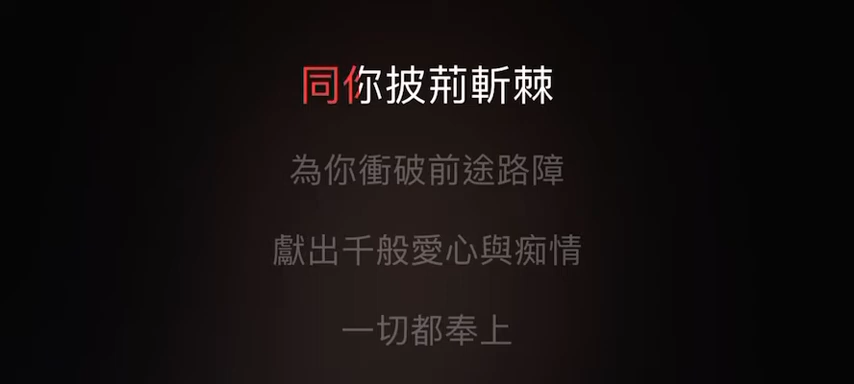 同你披荊斬棘
為你衝破前途路障
獻出千般愛心與痴情
一切都奉上